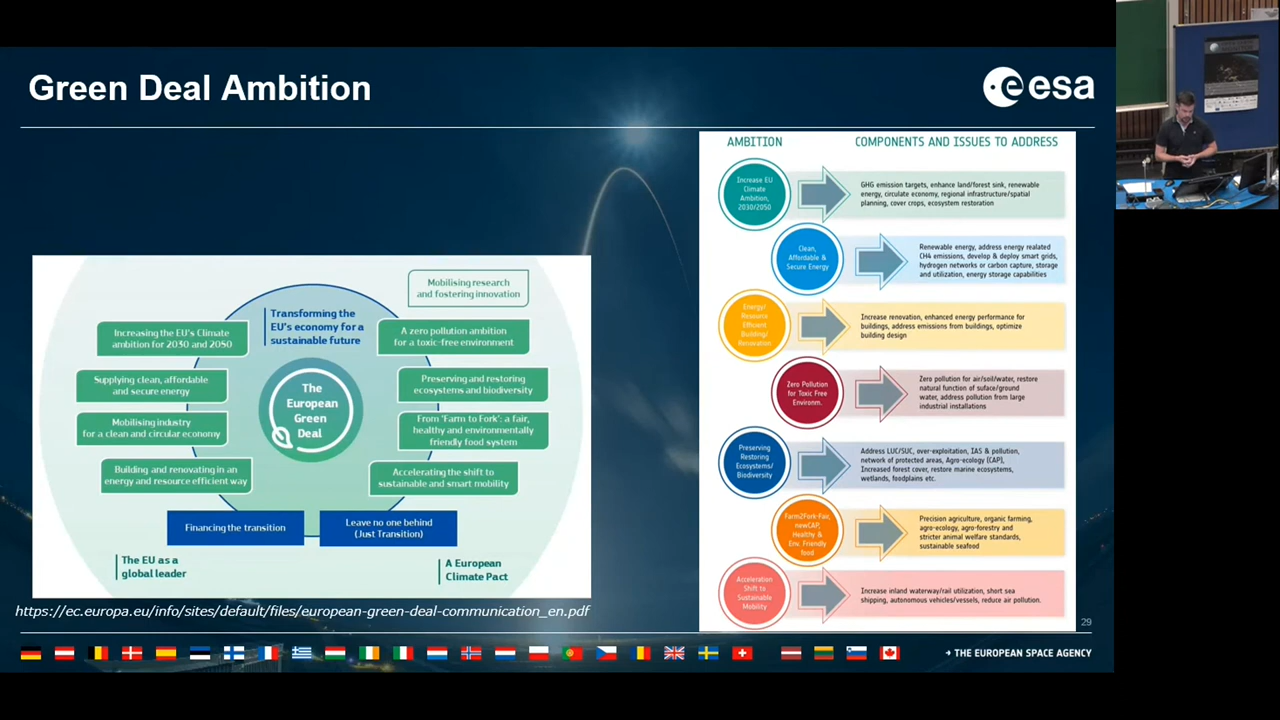 Green Deal Ambition
esa
Mobilising research
and fostering innovation
Transforming the
EU's economy for a
sustainable future
Increasing the EU's Climate
ambition for 2030 and 2050
A zero pollution ambition
for a toxic-free environment
Supplying clean, affordable
and secure energy
The
European
Green
Deal
Preserving and restoring
ecosystems and biodiversity
Mobilising industry
for a clean and circular economy
From 'Farm to Fork': a fair,
healthy and environmentally
friendly food system
Building and renovating in an
energy and resource efficient way
Accelerating the shift to
sustainable and smart mobility
Financing the transition
Leave no one behind
(Just Transition)
The EU as a
global leader
A European
Climate Pact
https://ec.europa.eu/info/sites/default/files/european-green-deal-communication_en.pdf
AMBITION
COMPONENTS AND ISSUES TO ADDRESS
Increase EU
Climate
Ambition,
2030/2050
GHG emission targets, enhance land/forest sink, renewable
energy, circulate economy, regional infrastructure/spatial
planning, cover crops, ecosystem restoration
Clean,
Affordable &
Secure Energy
Renewable energy, address energy realated
CH4 emissions, develop & deploy smart grids,
hydrogen networks or carbon capture, storage
and utilization, energy storage capabilities
Energy/
Resource
Efficient
Building/
Renovation
Increase renovation, enhanced energy performance for
buildings, address emissions from buildings, optimize
building design
Zero Pollution
for Toxic Free
Environm.
Zero pollution for air/soil/water, restore
natural function of suface/ground
water, address pollution from large
industrial installations
Preserving
Restoring
Ecosystems/
Biodiversity
Address LUC/SUC, over-exploitation, IAS & pollution,
network of protected areas, Agro-ecology (CAP),
Increased forest cover, restore marine ecosystems,
wetlands, foodplains etc.
Farm2Fork-Fair,
newCAP,
Healthy &
Env. Friendly
food
Precision agriculture, organic farming,
agro-ecology, agro-forestry and
stricter animal welfare standards,
sustainable seafood
Acceleration
Shift to
Sustainable
Mobility
Increase inland waterway/rail utilization, short sea
shipping, autonomous vehicles/vessels, reduce air pollution.
29
→ THE EUROPEAN SPACE AGENCY